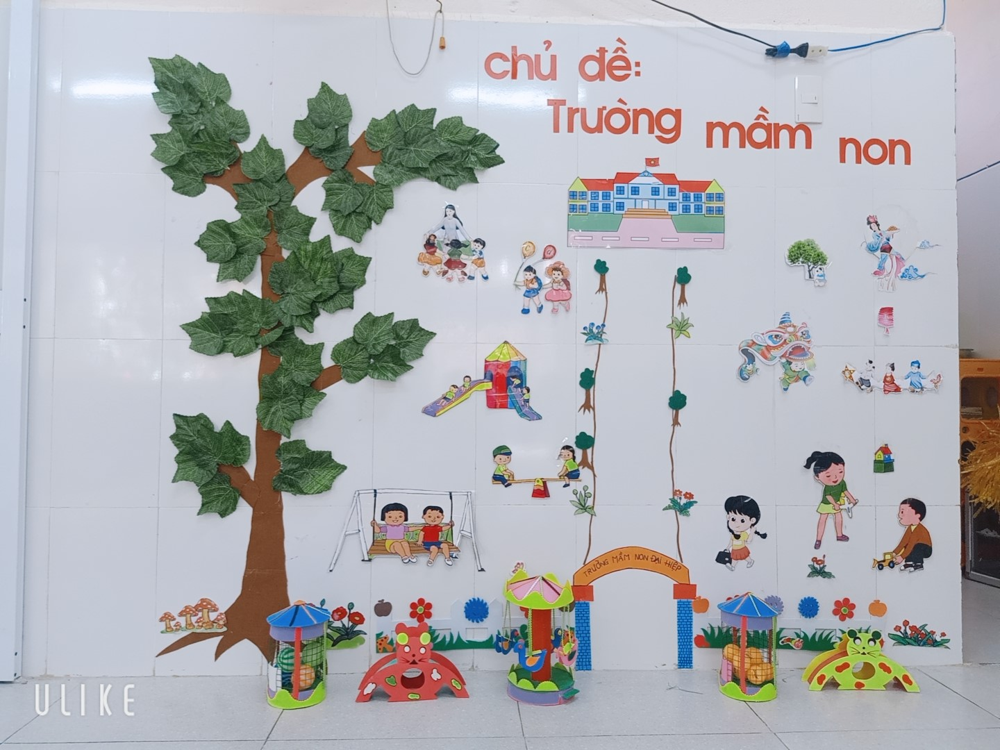 chủ đề:
Trường mầm non
TRƯỜNG MẦM NON ĐẠI HIỆP
ULIKE